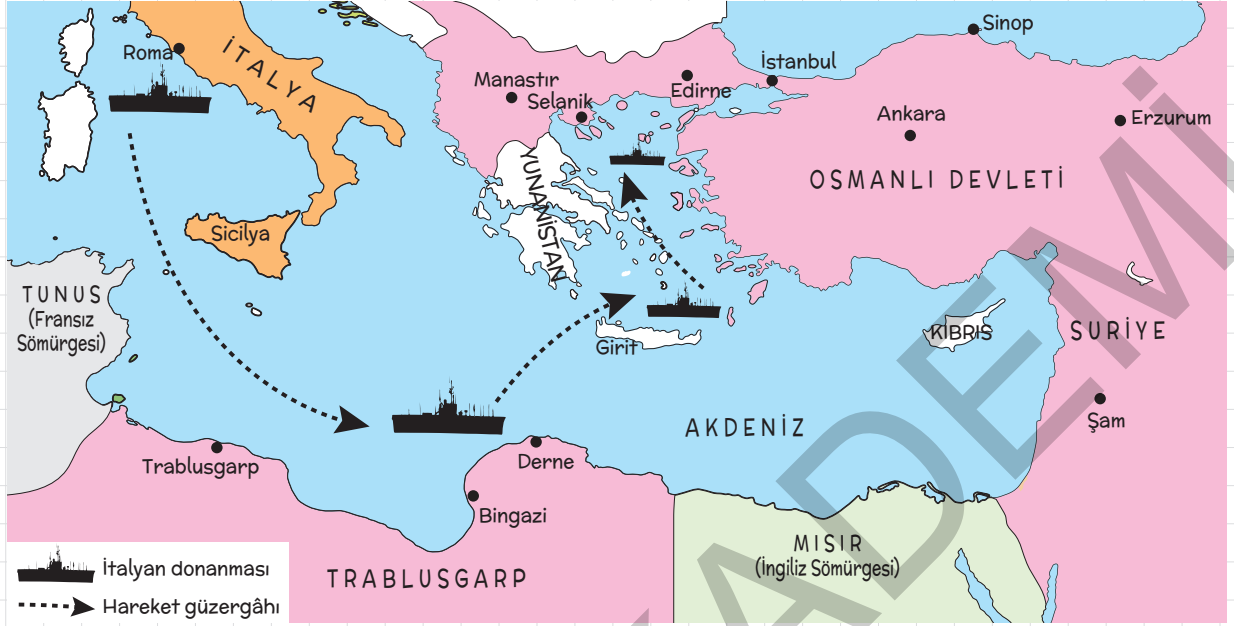 Sinop
Roma
İTALYA
İstanbul
Manastır
Edirne
Selanik
Ankara
Erzurum
OSMANLI DEVLETİ
YUNANİSTAN
Sicilya
TUNUS
(Fransız
Sömürgesi)
Girit
KIBRIS
SURİYE
AKDENİZ
Şam
Trablusgarp
Derne
Bingazi
MISIR
(İngiliz Sömürgesi)
TRABLUSGARP
İtalyan donanması
Hareket güzergâhı
ADEMİ